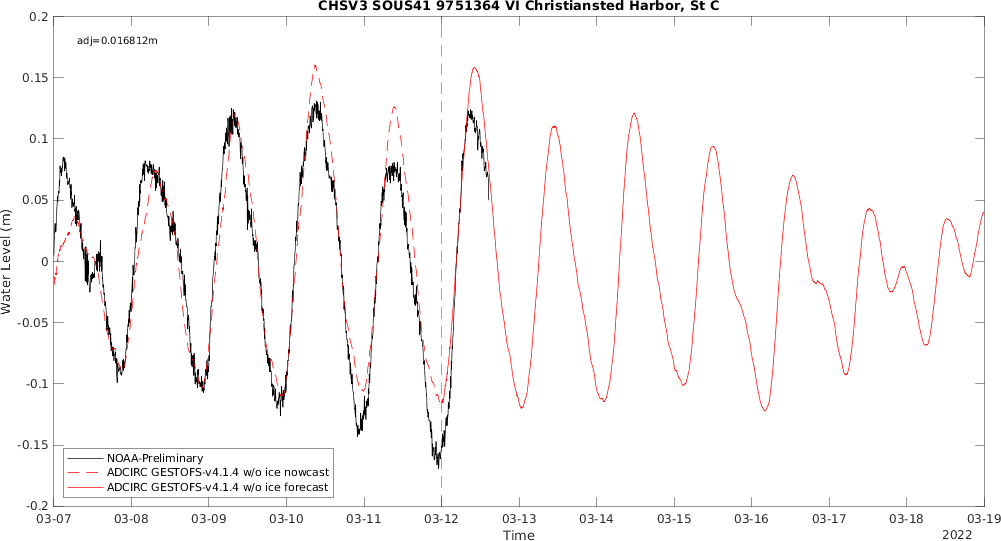 CHSV3 SOUS41 9751364 VI Christiansted Harbor, St C
adj=0.016812m
0.2
0.15
0.1
0.05
0
-0.05
-0.1
-0.15
-0.2
Water Level (m)
NOAA-Preliminary
ADCIRC GESTOFS-v4.1.4 w/o ice nowcast
ADCIRC GESTOFS-v4.1.4 w/o ice forecast
03-07 03-08 03-09 03-10 03-11 03-12 03-13 03-14 03-15 03-16 03-17 03-18 03-19
Time
2022